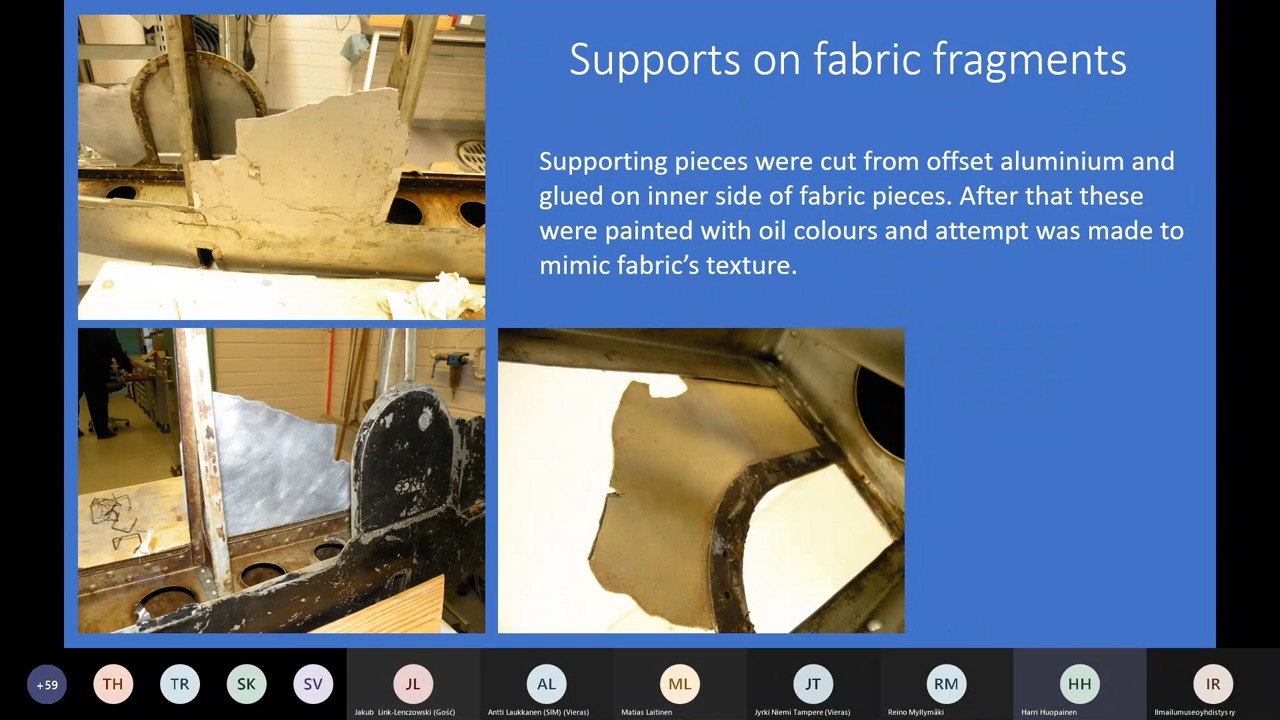 Supports on fabric fragments
Supporting pieces were cut from offset aluminium and
glued on inner side of fabric pieces. After that these
were painted with oil colours and attempt was made to
mimic fabric's texture.
+59
TH
TR
SK
SV
JL
AL
ML
JT
RM
HH
IR
Jakub Link-Lenczowski (Gość)
Antti Laukkanen (SIM) (Vieras)
Matias Laitinen
Jyrki Niemi Tampere (Vieras)
Reino Myllymäki
Harri Huopainen
Ilmailumuseoyhdistys ry